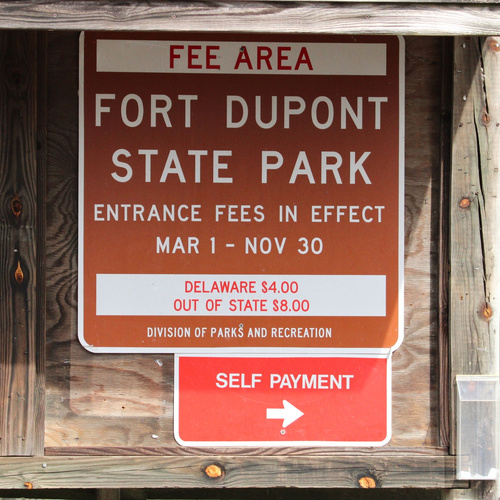 FEE AREA
FORT DUPONT
STATE PARK
ENTRANCE FEES IN EFFECT
MAR 1 - NOV 30
DELAWARE $4.00
OUT OF STATE $8.00
DIVISION OF PARKS AND RECREATION
SELF PAYMENT